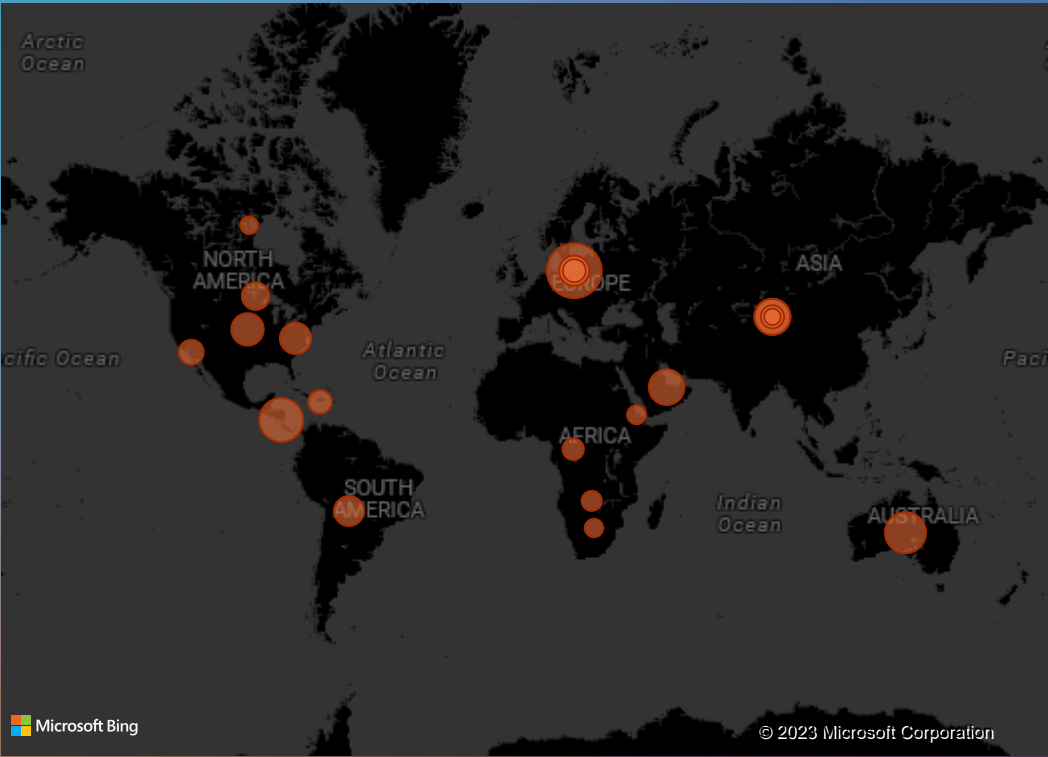 Arctic
Ocean
NORTH
AMERICA
EUROPE
ASIA
cific Ocean
Atlantic
Ocean
Paci
AFRICA
SOUTH
AMERICA
Indian
Ocean
AUSTRALIA
Microsoft Bing
© 2023 Microsoft Corporation